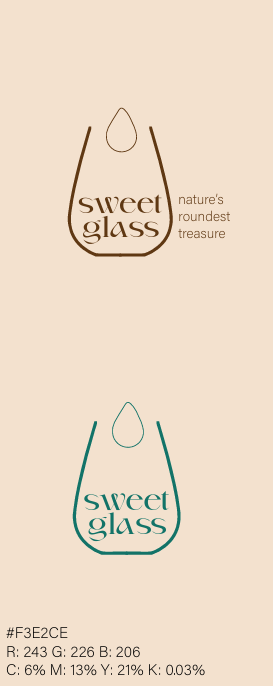 sweet
glass
nature's
roundest
treasure
sweet
glass
#F3E2CE
R: 243 G: 226 B: 206
C: 6% M: 13% Y: 21% K: 0.03%